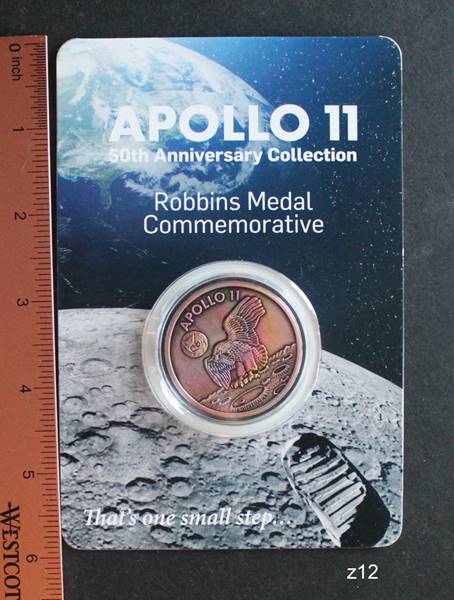 0 inch
1
2
3
4
5
6
WESTCOT
APOLLO 11
50th Anniversary Collection
Robbins Medal
Commemorative
APOLLO 11
That's one small step...
z12